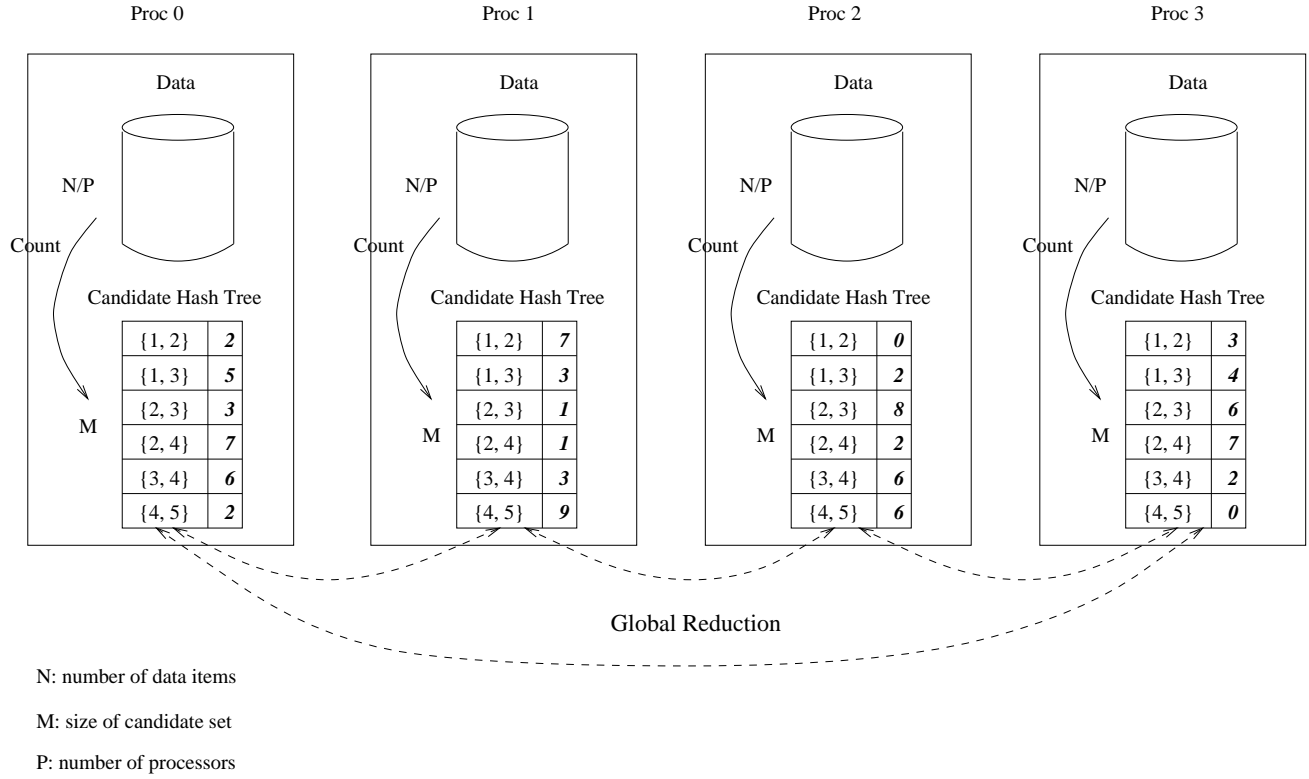 Proc 0
Proc 1
Proc 2
Proc 3
Data
Data
Data
Data
N/P
N/P
N/P
N/P
Count
Count
Count
Count
Candidate Hash Tree
Candidate Hash Tree
Candidate Hash Tree
Candidate Hash Tree
{1, 2} 2
{1, 3} 5
{2, 3} 3
{2, 4} 7
{3, 4} 6
{4, 5} 2
M
{1, 2} 7
{1, 3} 3
{2, 3} 1
{2, 4} 1
{3, 4} 3
{4, 5} 9
M
{1, 2} 0
{1, 3} 2
{2, 3} 8
{2, 4} 2
{3, 4} 6
{4, 5} 6
M
{1, 2} 3
{1, 3} 4
{2, 3} 6
{2, 4} 7
{3, 4} 2
{4, 5} 0
M
Global Reduction
N: number of data items
M: size of candidate set
P: number of processors